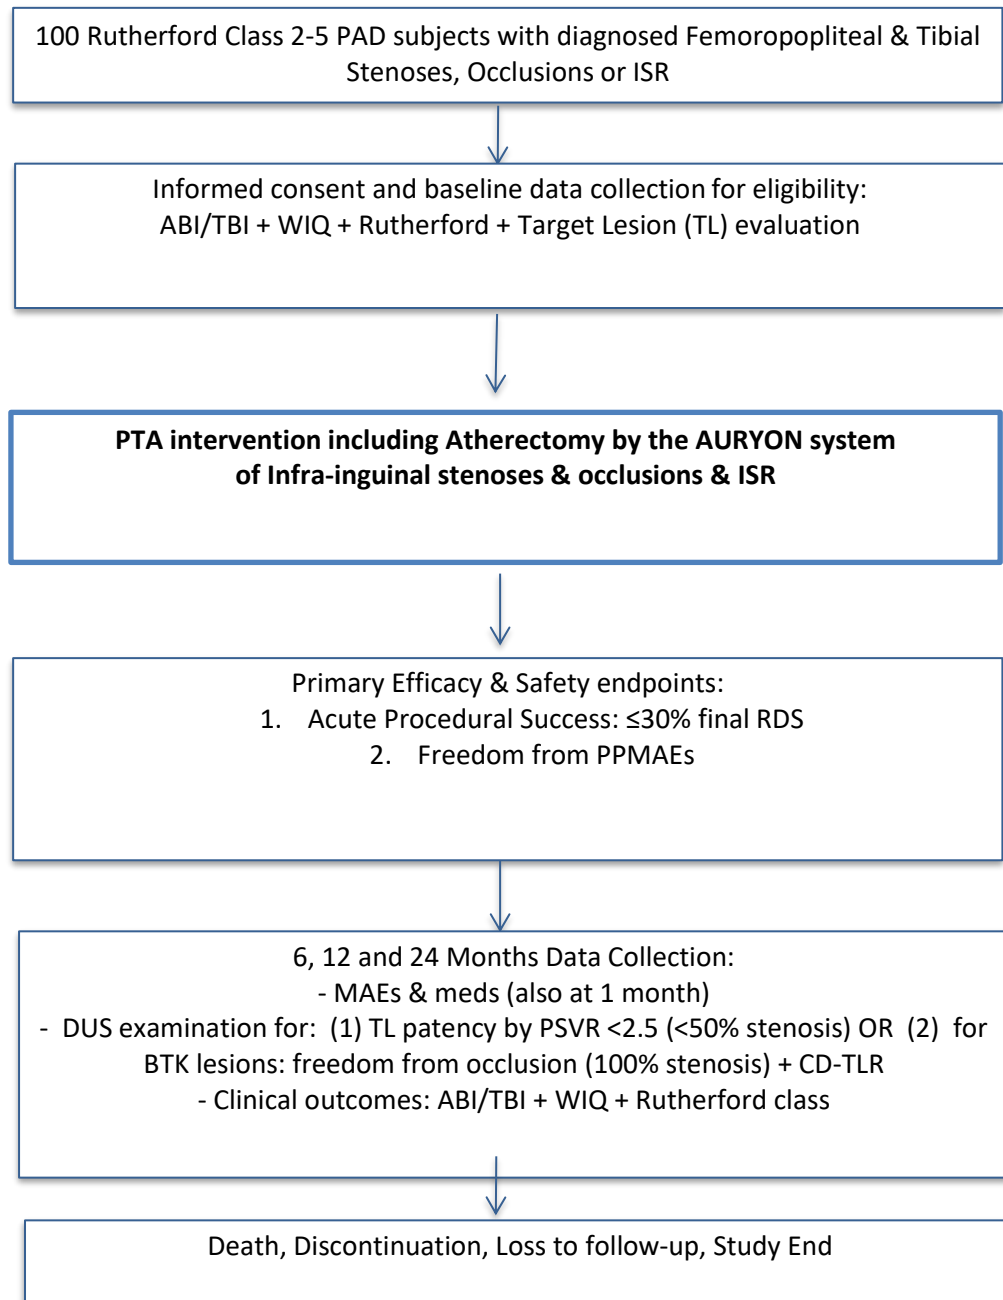 100 Rutherford Class 2-5 PAD subjects with diagnosed Femoropopliteal & Tibial
Stenoses, Occlusions or ISR
Informed consent and baseline data collection for eligibility:
ABI/TBI + WIQ + Rutherford + Target Lesion (TL) evaluation
PTA intervention including Atherectomy by the AURYON system
of Infra-inguinal stenoses & occlusions & ISR
Primary Efficacy & Safety endpoints:
1. Acute Procedural Success: ≤30% final RDS
2. Freedom from PPMAEs
6, 12 and 24 Months Data Collection:
- MAEs & meds (also at 1 month)
- DUS examination for: (1) TL patency by PSVR <2.5 (<50% stenosis) OR (2) for
BTK lesions: freedom from occlusion (100% stenosis) + CD-TLR
- Clinical outcomes: ABI/TBI + WIQ + Rutherford class
Death, Discontinuation, Loss to follow-up, Study End